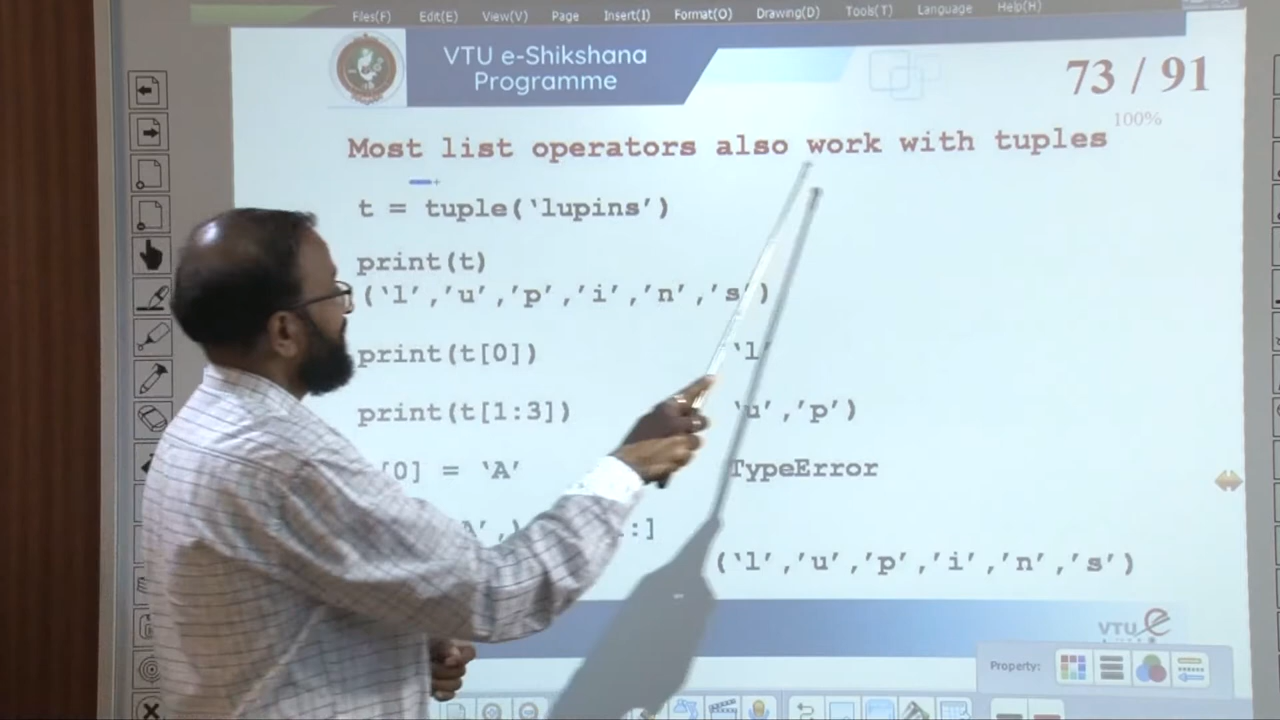 Files(F) Edit(E) View(V) Page Insert(I) Format(O) Drawing(D) Tools(T) Language Help(H)
VTU e-Shikshana
Programme
73 / 91
100%
Most list operators also work with tuples
t = tuple(‘lupins’)
print(t)
(‘l’,’u’,’p’,’i’,’n’,’s’)
print(t[0]) ‘l’
print(t[1:3]) ‘u’,’p’)
[0] = ‘A’ TypeError
A’, :]
(‘l’,’u’,’p’,’i’,’n’,’s’)
VTU e
Property: